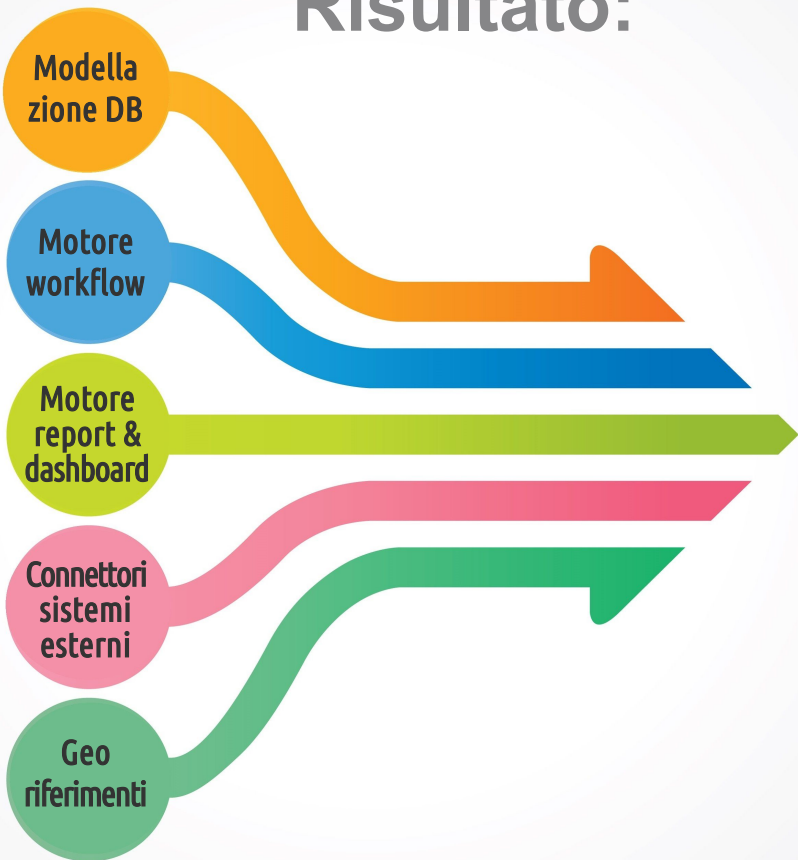 Risultato:
Modella
zione DB
Motore
workflow
Motore
report &
dashboard
Connettori
sistemi
esterni
Geo
riferimenti